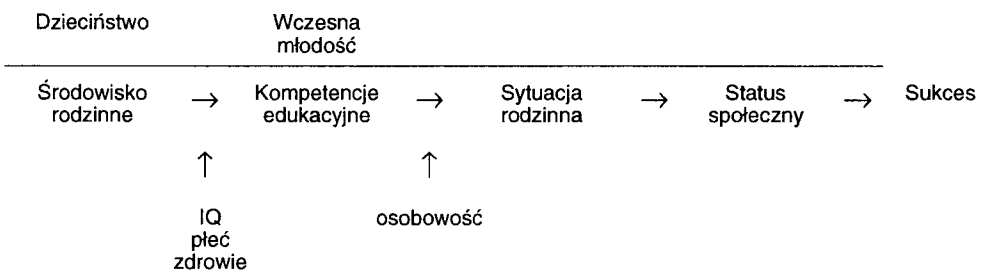 Dzieciństwo Wczesna
młodość
Środowisko → Kompetencje → Sytuacja → Status → Sukces
rodzinne edukacyjne rodzinna społeczny
↑ ↑
IQ osobowość
płeć
zdrowie